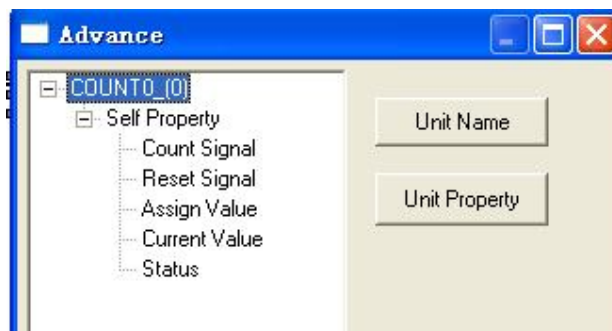 Advance
COUNT0_(0)
Self Property
Count Signal
Reset Signal
Assign Value
Current Value
Status
Unit Name
Unit Property